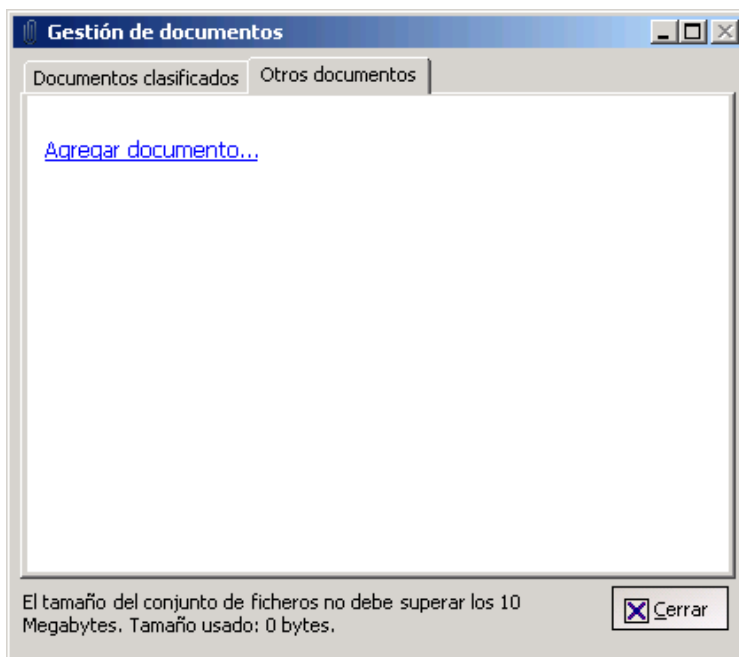 Gestión de documentos
Documentos clasificados
Otros documentos
Agregar documento...
El tamaño del conjunto de ficheros no debe superar los 10
Megabytes. Tamaño usado: 0 bytes.
Cerrar